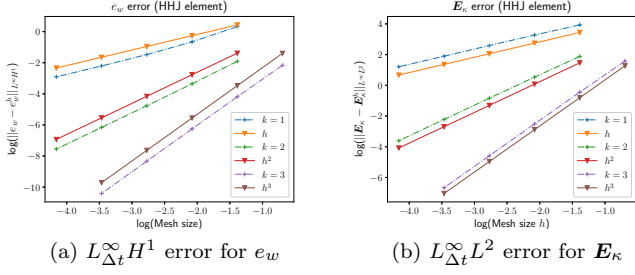 e_w error (HHJ element)
log(||e_w − e_w^h||_{L^∞H^1})
0
−2
−4
−6
−8
−10
k = 1
h
k = 2
h^2
k = 3
h^3
−4.0 −3.5 −3.0 −2.5 −2.0 −1.5 −1.0
log(Mesh size)
(a) L^∞_{Δt}H^1 error for e_w
E_κ error (HHJ element)
log(||E_κ − E_κ^h||_{L^∞L^2})
4
2
0
−2
−4
−6
k = 1
h
k = 2
h^2
k = 3
h^3
−4.0 −3.5 −3.0 −2.5 −2.0 −1.5 −1.0
log(Mesh size h)
(b) L^∞_{Δt}L^2 error for E_κ